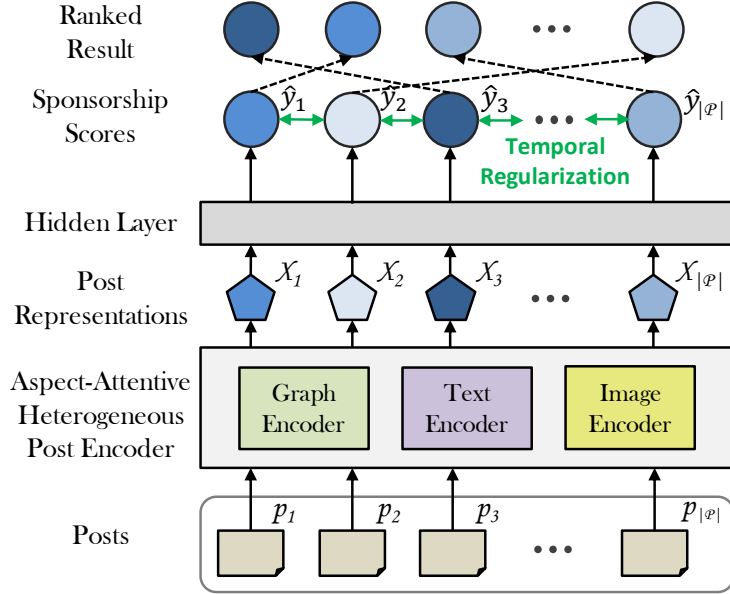 Ranked
Result
Sponsorship
Scores
ŷ1
ŷ2
ŷ3
ŷ|𝒫|
Temporal
Regularization
Hidden Layer
Post
Representations
X1
X2
X3
X|𝒫|
Aspect-Attentive
Heterogeneous
Post Encoder
Graph
Encoder
Text
Encoder
Image
Encoder
Posts
p1
p2
p3
p|𝒫|